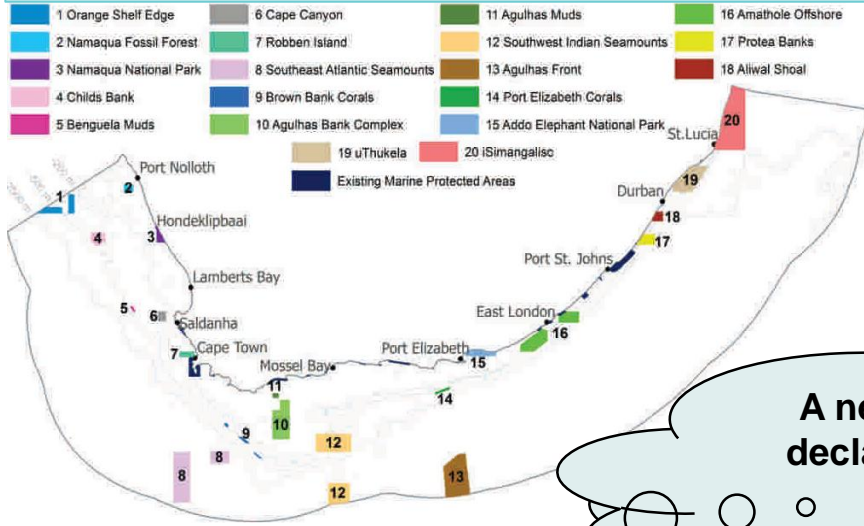 1 Orange Shelf Edge
2 Namaqua Fossil Forest
3 Namaqua National Park
4 Childs Bank
5 Benguela Muds
6 Cape Canyon
7 Robben Island
8 Southeast Atlantic Seamounts
9 Brown Bank Corals
10 Agulhas Bank Complex
11 Agulhas Muds
12 Southwest Indian Seamounts
13 Agulhas Front
14 Port Elizabeth Corals
15 Addo Elephant National Park
16 Amathole Offshore
17 Protea Banks
18 Aliwal Shoal
19 uThukela
20 iSimangalisc
Existing Marine Protected Areas
St.Lucia
20
Port Nolloth
2
1
19
Durban
18
Hondeklipbaai
3
4
17
Port St. Johns
Lamberts Bay
5
6
Saldanha
East London
16
7
Cape Town
Mossel Bay
Port Elizabeth
15
11
14
10
9
12
8
8
13
12
A ne
decla